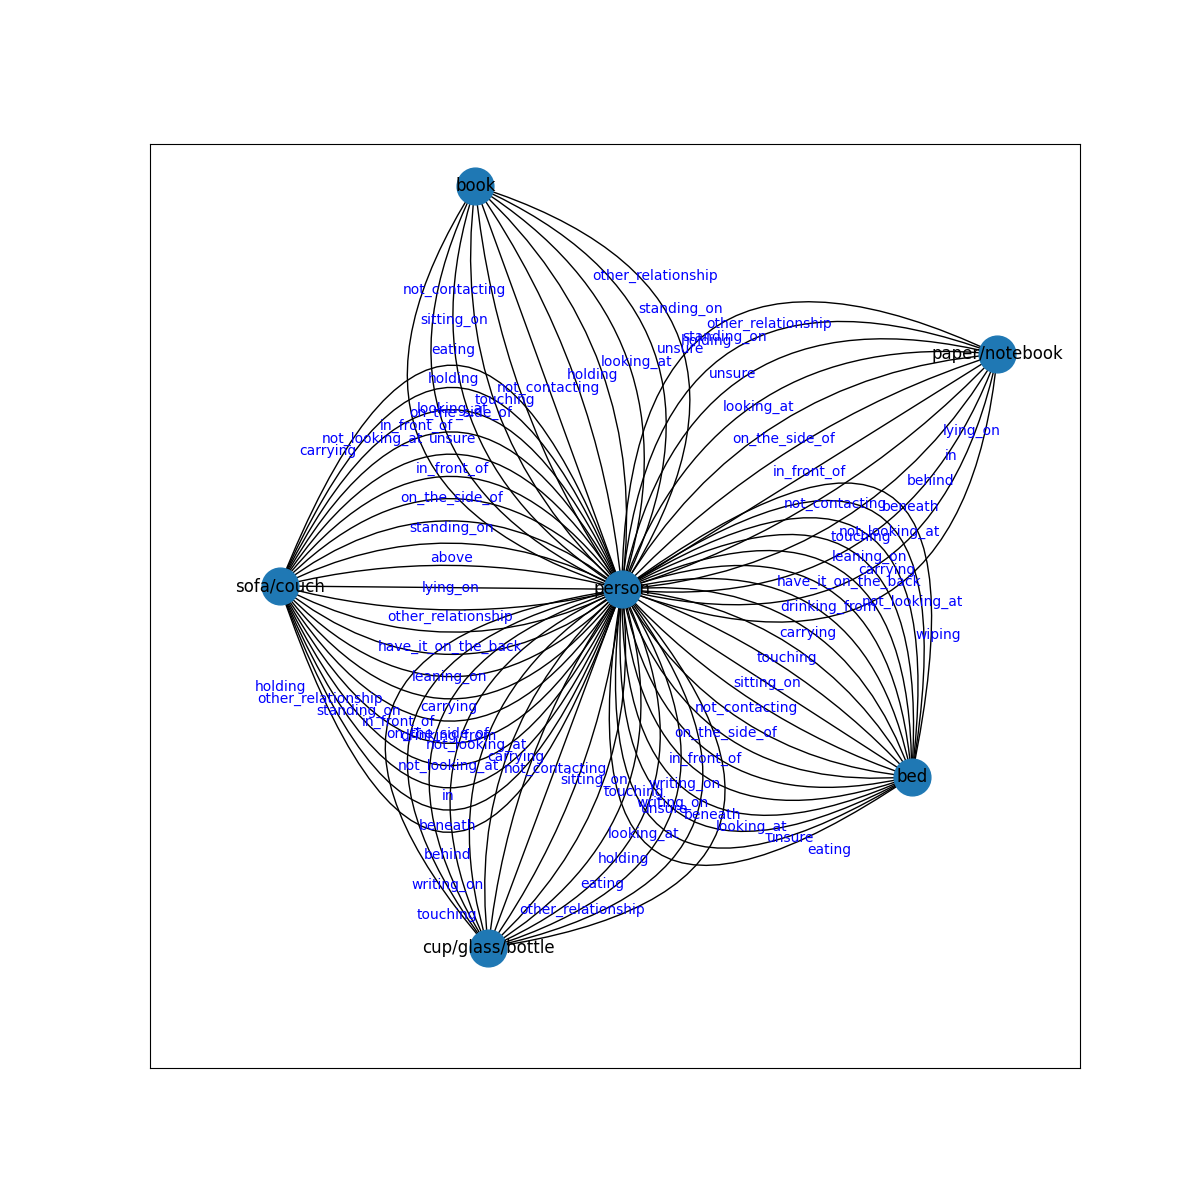 book
other_relationship
not_contacting
standing_on
sitting_on
other_relationship
standing_on
holding
eating
unsure
paper/notebook
looking_at
unsure
holding
holding
not_contacting
touching
looking_at
looking_at
on_the_side_of
in_front_of
lying_on
not_looking_at
unsure
on_the_side_of
carrying
in
in_front_of
in_front_of
behind
on_the_side_of
not_contacting
beneath
standing_on
not_looking_at
touching
above
leaning_on
carrying
have_it_on_the_back
sofa/couch
lying_on
person
not_looking_at
drinking_from
other_relationship
carrying
wiping
have_it_on_the_back
touching
leaning_on
sitting_on
holding
other_relationship
standing_on
carrying
not_contacting
in_front_of
on_the_side_of
drinking_from
on_the_side_of
not_looking_at
carrying
in_front_of
not_looking_at
not_contacting
bed
sitting_on
writing_on
touching
in
writing_on
unsure
beneath
beneath
looking_at
looking_at
unsure
behind
eating
holding
writing_on
eating
touching
other_relationship
cup/glass/bottle